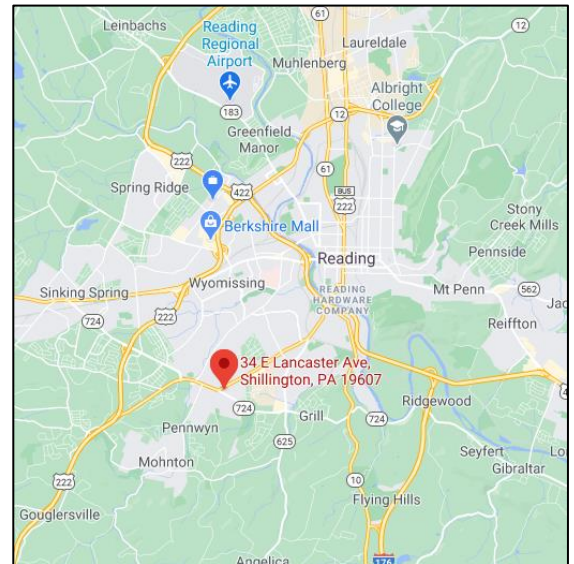 61
12
Leinbachs
Reading
Regional
Airport
Laureldale
Muhlenberg
Albright
College
183
12
Greenfield
Manor
222
61
Spring Ridge
422
BUS
222
Stony
Creek Mills
Berkshire Mall
Pennside
Reading
Wyomissing
READING
HARDWARE
COMPANY
Mt Penn
562
Sinking Spring
Jac
724
222
Reiffton
34 E Lancaster Ave,
Shillington, PA 19607
724
Grill
724
Ridgewood
Pennwyn
625
Mohnton
Seyfert
Gibraltar
222
10
Flying Hills
Gouglersville
Angelica
176